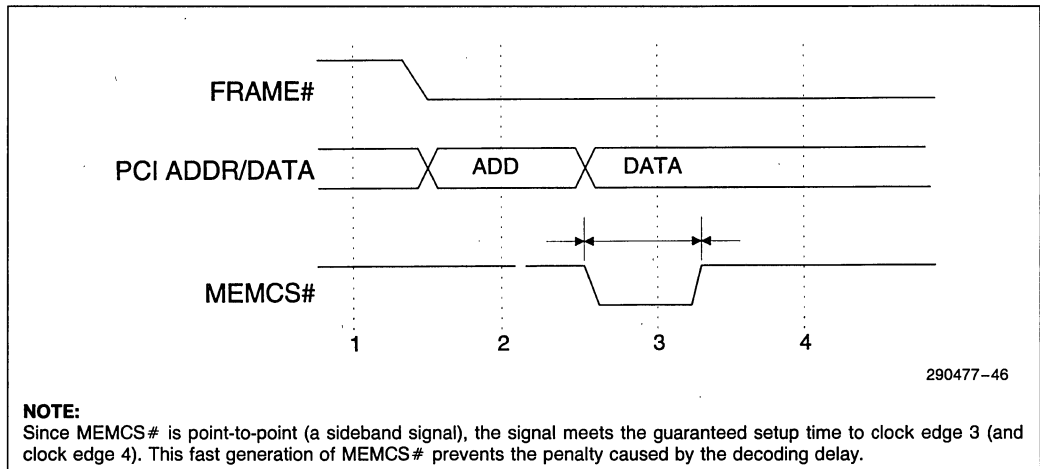 FRAME#
PCI ADDR/DATA ADD DATA
MEMCS#
1 2 3 4
290477-46
NOTE:
Since MEMCS# is point-to-point (a sideband signal), the signal meets the guaranteed setup time to clock edge 3 (and
clock edge 4). This fast generation of MEMCS# prevents the penalty caused by the decoding delay.